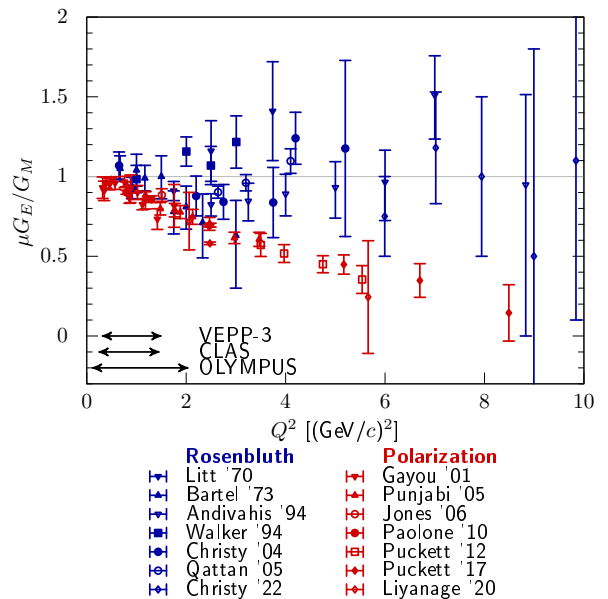 2
1.5
1
0.5
0
μG_E/G_M
VEPP-3
CLAS
OLYMPUS
0 2 4 6 8 10
Q² [(GeV/c)²]
Rosenbluth
Litt '70
Bartel '73
Andivahis '94
Walker '94
Christy '04
Qattan '05
Christy '22
Polarization
Gayou '01
Punjabi '05
Jones '06
Paolone '10
Puckett '12
Puckett '17
Liyanage '20